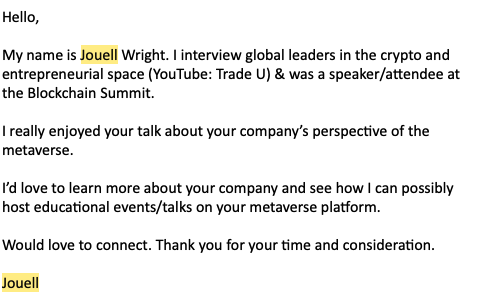 Hello,
My name is Jouell Wright. I interview global leaders in the crypto and
entrepreneurial space (YouTube: Trade U) & was a speaker/attendee at
the Blockchain Summit.
I really enjoyed your talk about your company’s perspective of the
metaverse.
I’d love to learn more about your company and see how I can possibly
host educational events/talks on your metaverse platform.
Would love to connect. Thank you for your time and consideration.
Jouell